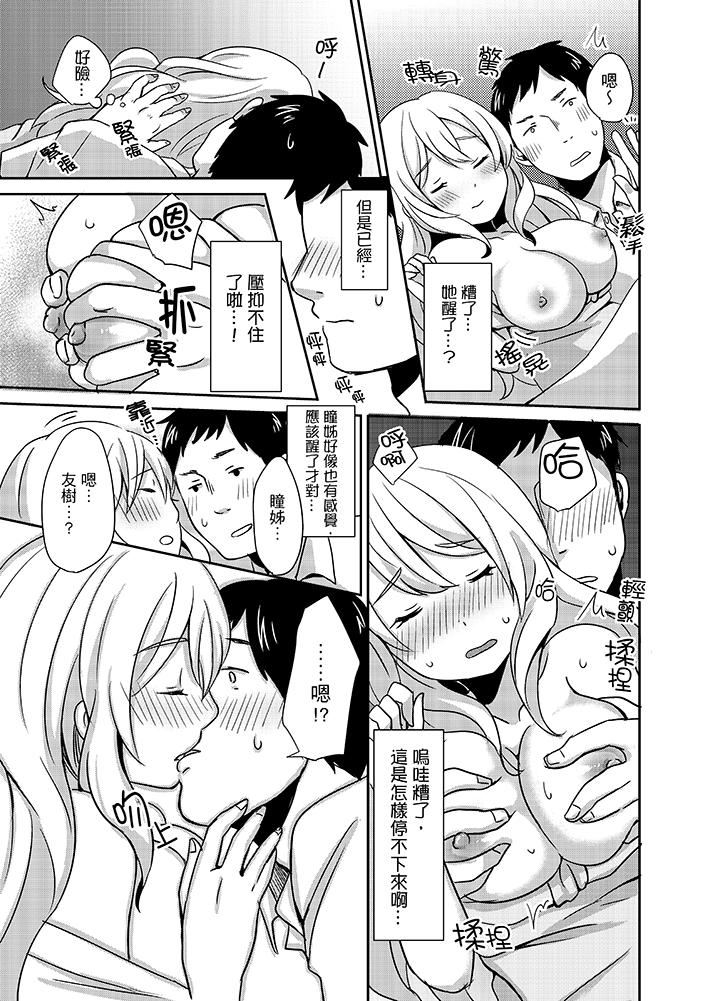 嗯～
驚
轉身
鬆手
糟了…
她醒了…？
搖晃
呼—
好險…
緊張
緊張
但是已經…
怦怦
怦怦
壓抑不住
了啦…！
嗯
抓緊
哈
呼啊
哈
輕顫
揉捏
嗚哇糟了，
這是怎樣停不下來啊…
揉捏
瞳姊好像也有感覺，
應該醒了才對…
瞳姊…
靠近…
嗯…
友樹…？
……嗯!?